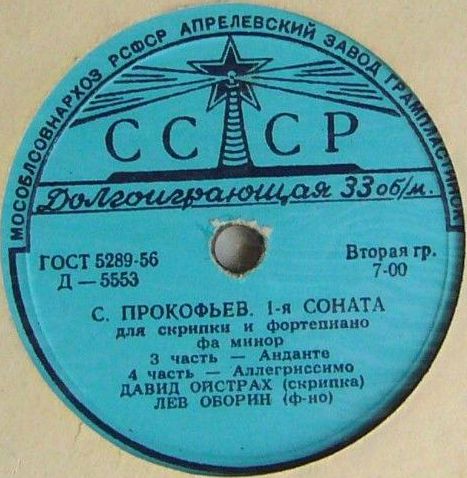 МОСОБЛСОВНАРХОЗ РСФСР АПРЕЛЕВСКИЙ ЗАВОД ГРАМПЛАСТИНОК
СССР
Долгоиграющая 33 об/м.
ГОСТ 5289-56
Д — 5553
Вторая гр.
7-00
С. ПРОКОФЬЕВ. 1-я СОНАТА
для скрипки и фортепиано
фа минор
3 часть — Анданте
4 часть — Аллегриссимо
ДАВИД ОЙСТРАХ (скрипка)
ЛЕВ ОБОРИН (ф-но)